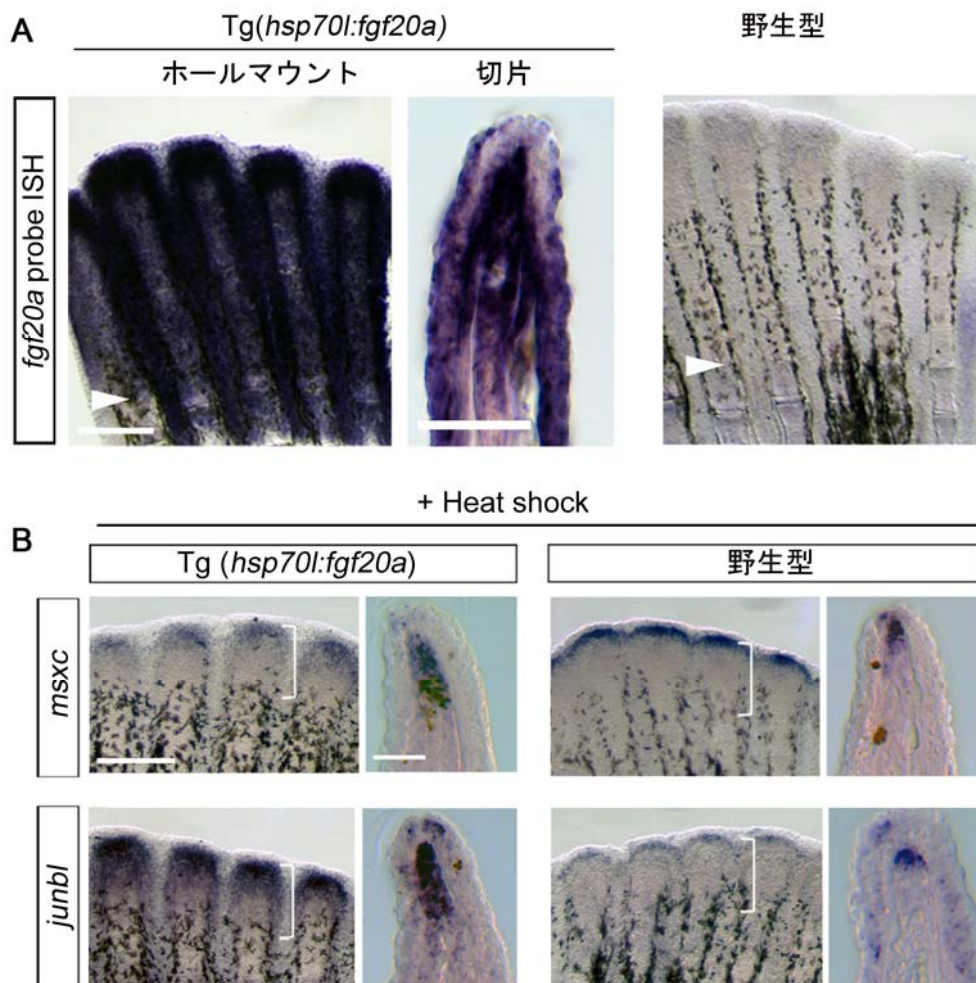 A
Tg(hsp70l:fgf20a)
野生型
ホールマウント
切片
fgf20a probe ISH
+ Heat shock
B
Tg (hsp70l:fgf20a)
野生型
msxc
junbl